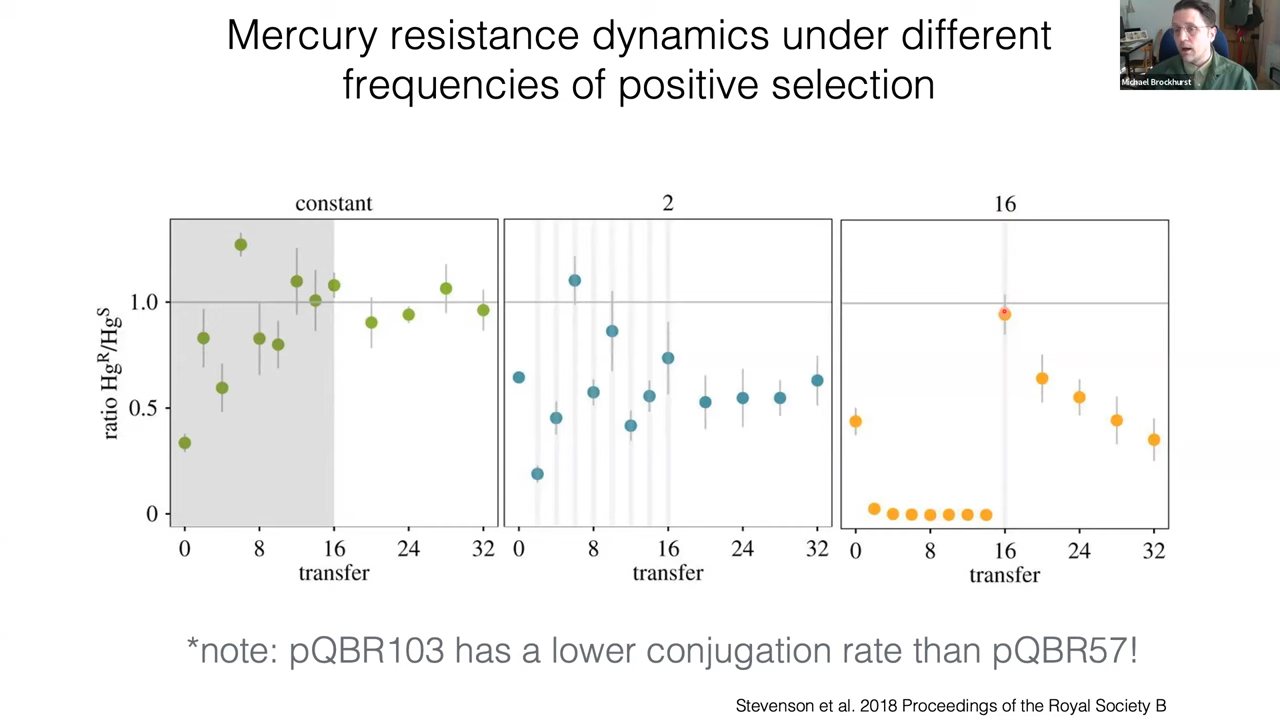 Mercury resistance dynamics under different
frequencies of positive selection
Michael Brockhurst
constant
2
16
ratio HgR/HgS
1.0
0.5
0
0 8 16 24 32
0 8 16 24 32
0 8 16 24 32
transfer
transfer
transfer
*note: pQBR103 has a lower conjugation rate than pQBR57!
Stevenson et al. 2018 Proceedings of the Royal Society B